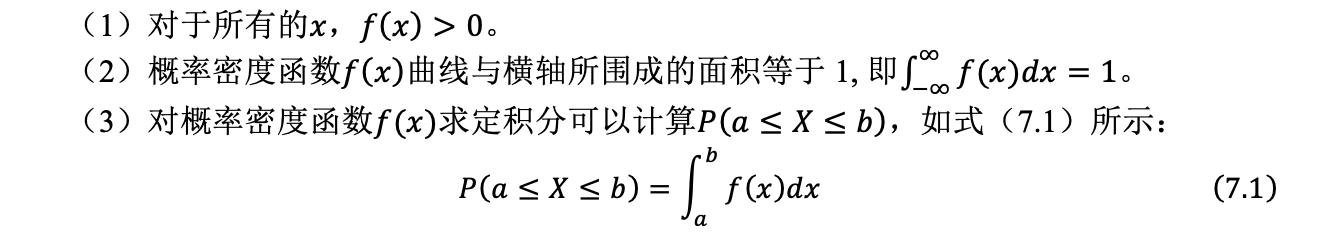 （1）对于所有的x，f(x) > 0。
（2）概率密度函数f(x)曲线与横轴所围成的面积等于 1, 即∫_{-∞}^{∞} f(x)dx = 1。
（3）对概率密度函数f(x)求定积分可以计算P(a ≤ X ≤ b)，如式（7.1）所示：
P(a ≤ X ≤ b) = ∫_{a}^{b} f(x)dx (7.1)